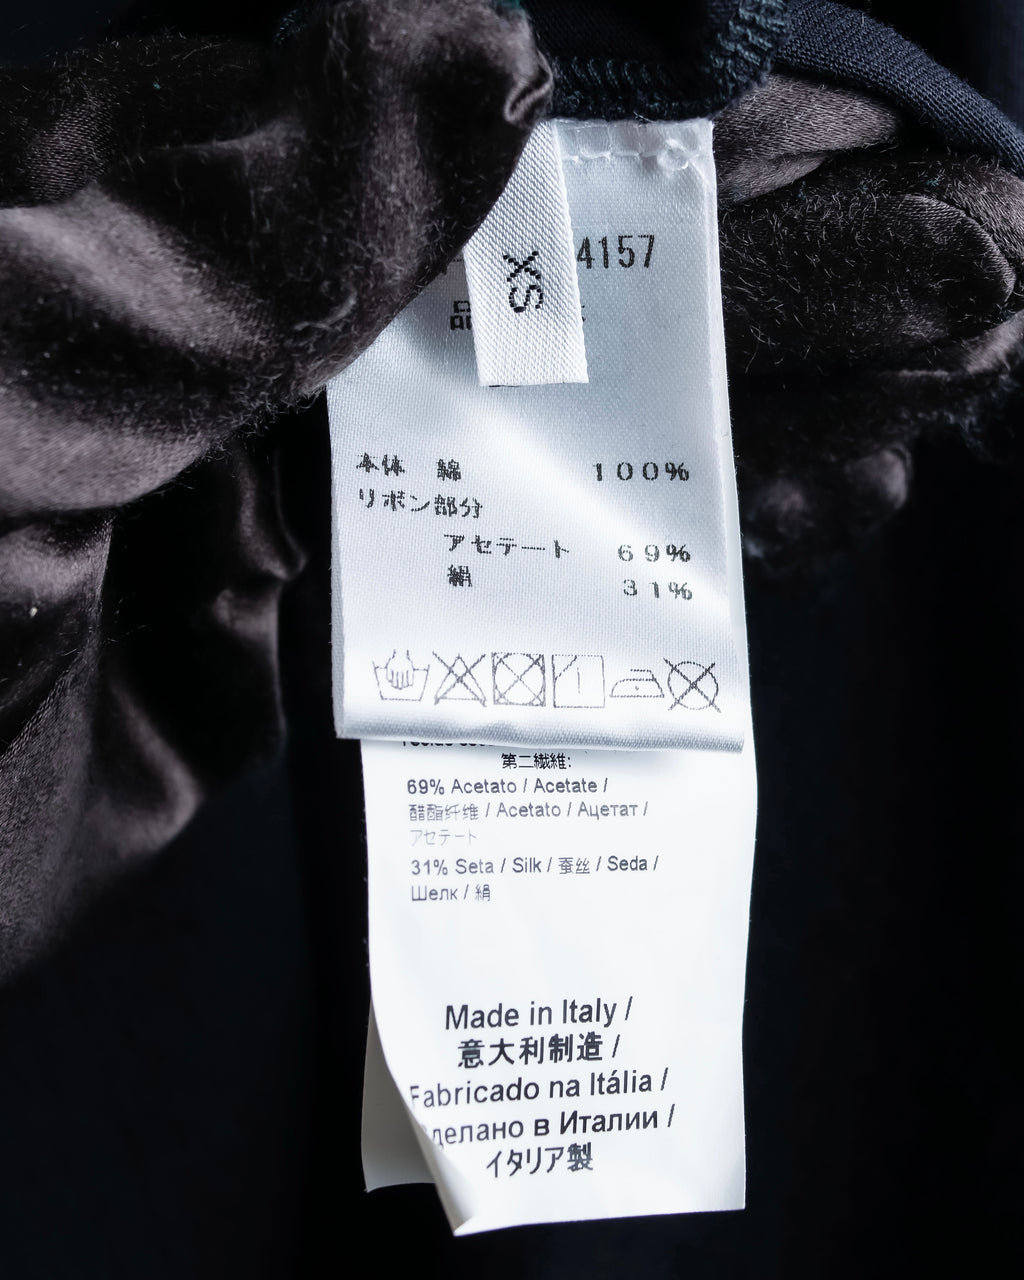 XS
4157
品
本体 綿 100%
リボン部分
アセテート 69%
絹 31%
第二繊維:
69% Acetato / Acetate /
醋酯纤维 / Acetato / Ацетат /
アセテート
31% Seta / Silk / 蚕丝 / Seda /
Шелк / 绢
Made in Italy /
意大利制造 /
Fabricado na Itália /
Сделано в Италии /
イタリア製